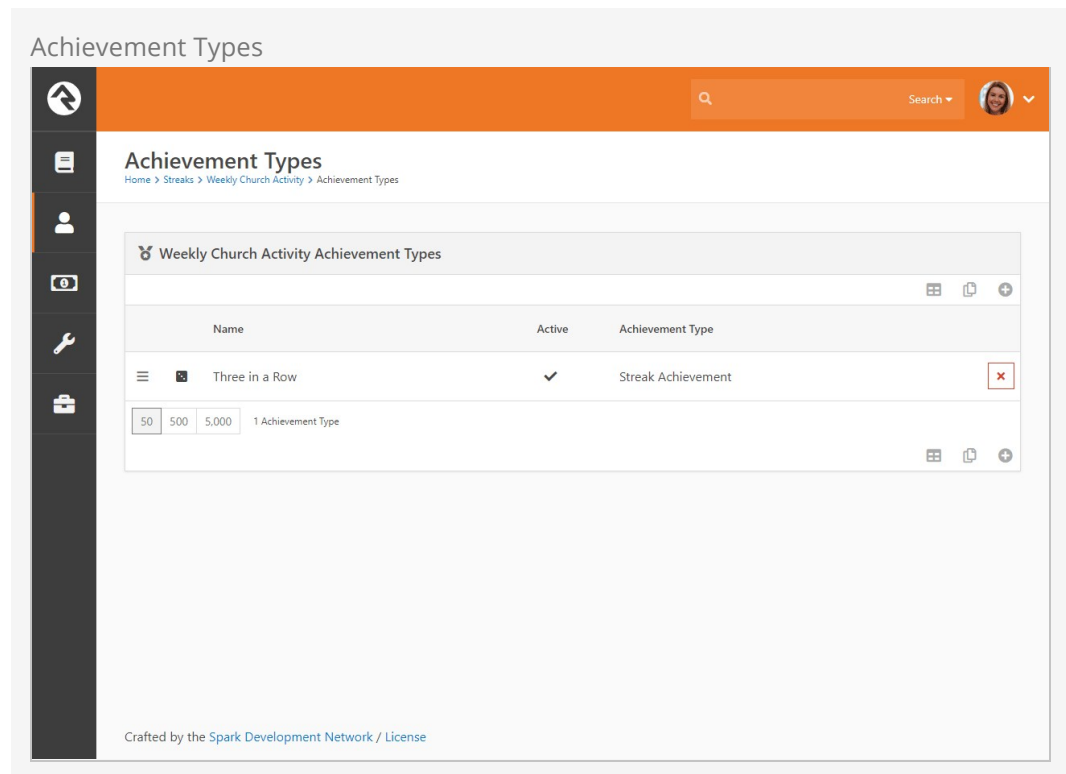 Achievement Types
Search
Achievement Types
Home > Streaks > Weekly Church Activity > Achievement Types
Weekly Church Activity Achievement Types
Name Active Achievement Type
Three in a Row Streak Achievement
50 500 5,000 1 Achievement Type
Crafted by the Spark Development Network / License